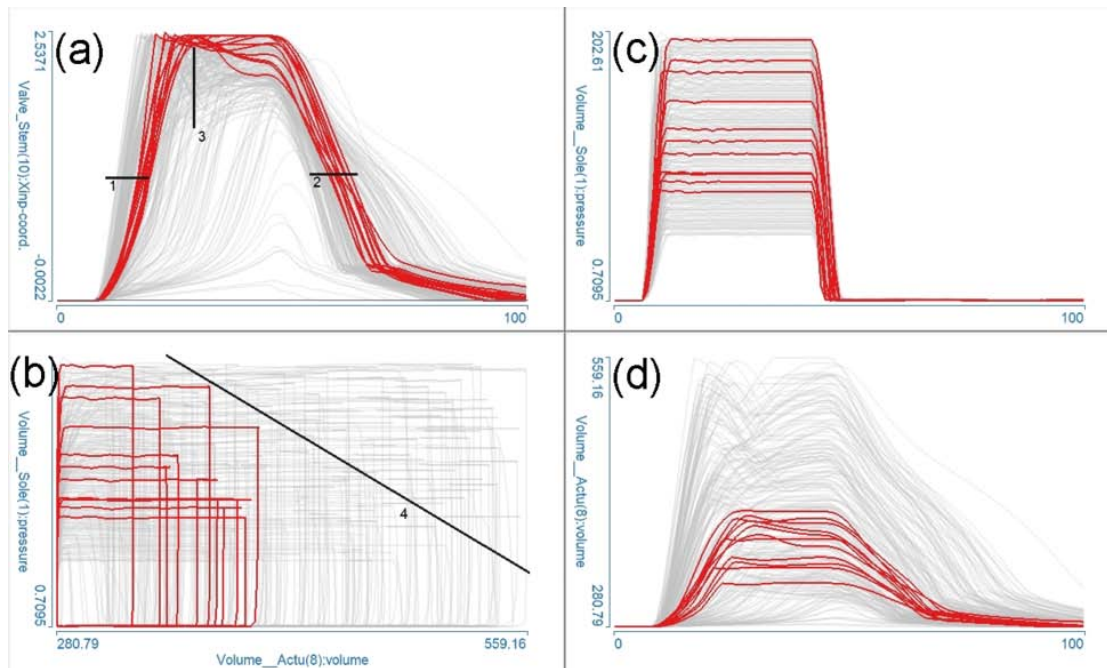 (a)
2.5371
Valve_Stem(10):Xinp-coord.
-0.0022
1
2
3
0
100
(c)
202.61
Volume__Sole(1):pressure
0.7095
0
100
(b)
Volume__Sole(1):pressure
0.7095
4
280.79
559.16
Volume__Actu(8):volume
(d)
559.16
Volume__Actu(8):volume
280.79
0
100